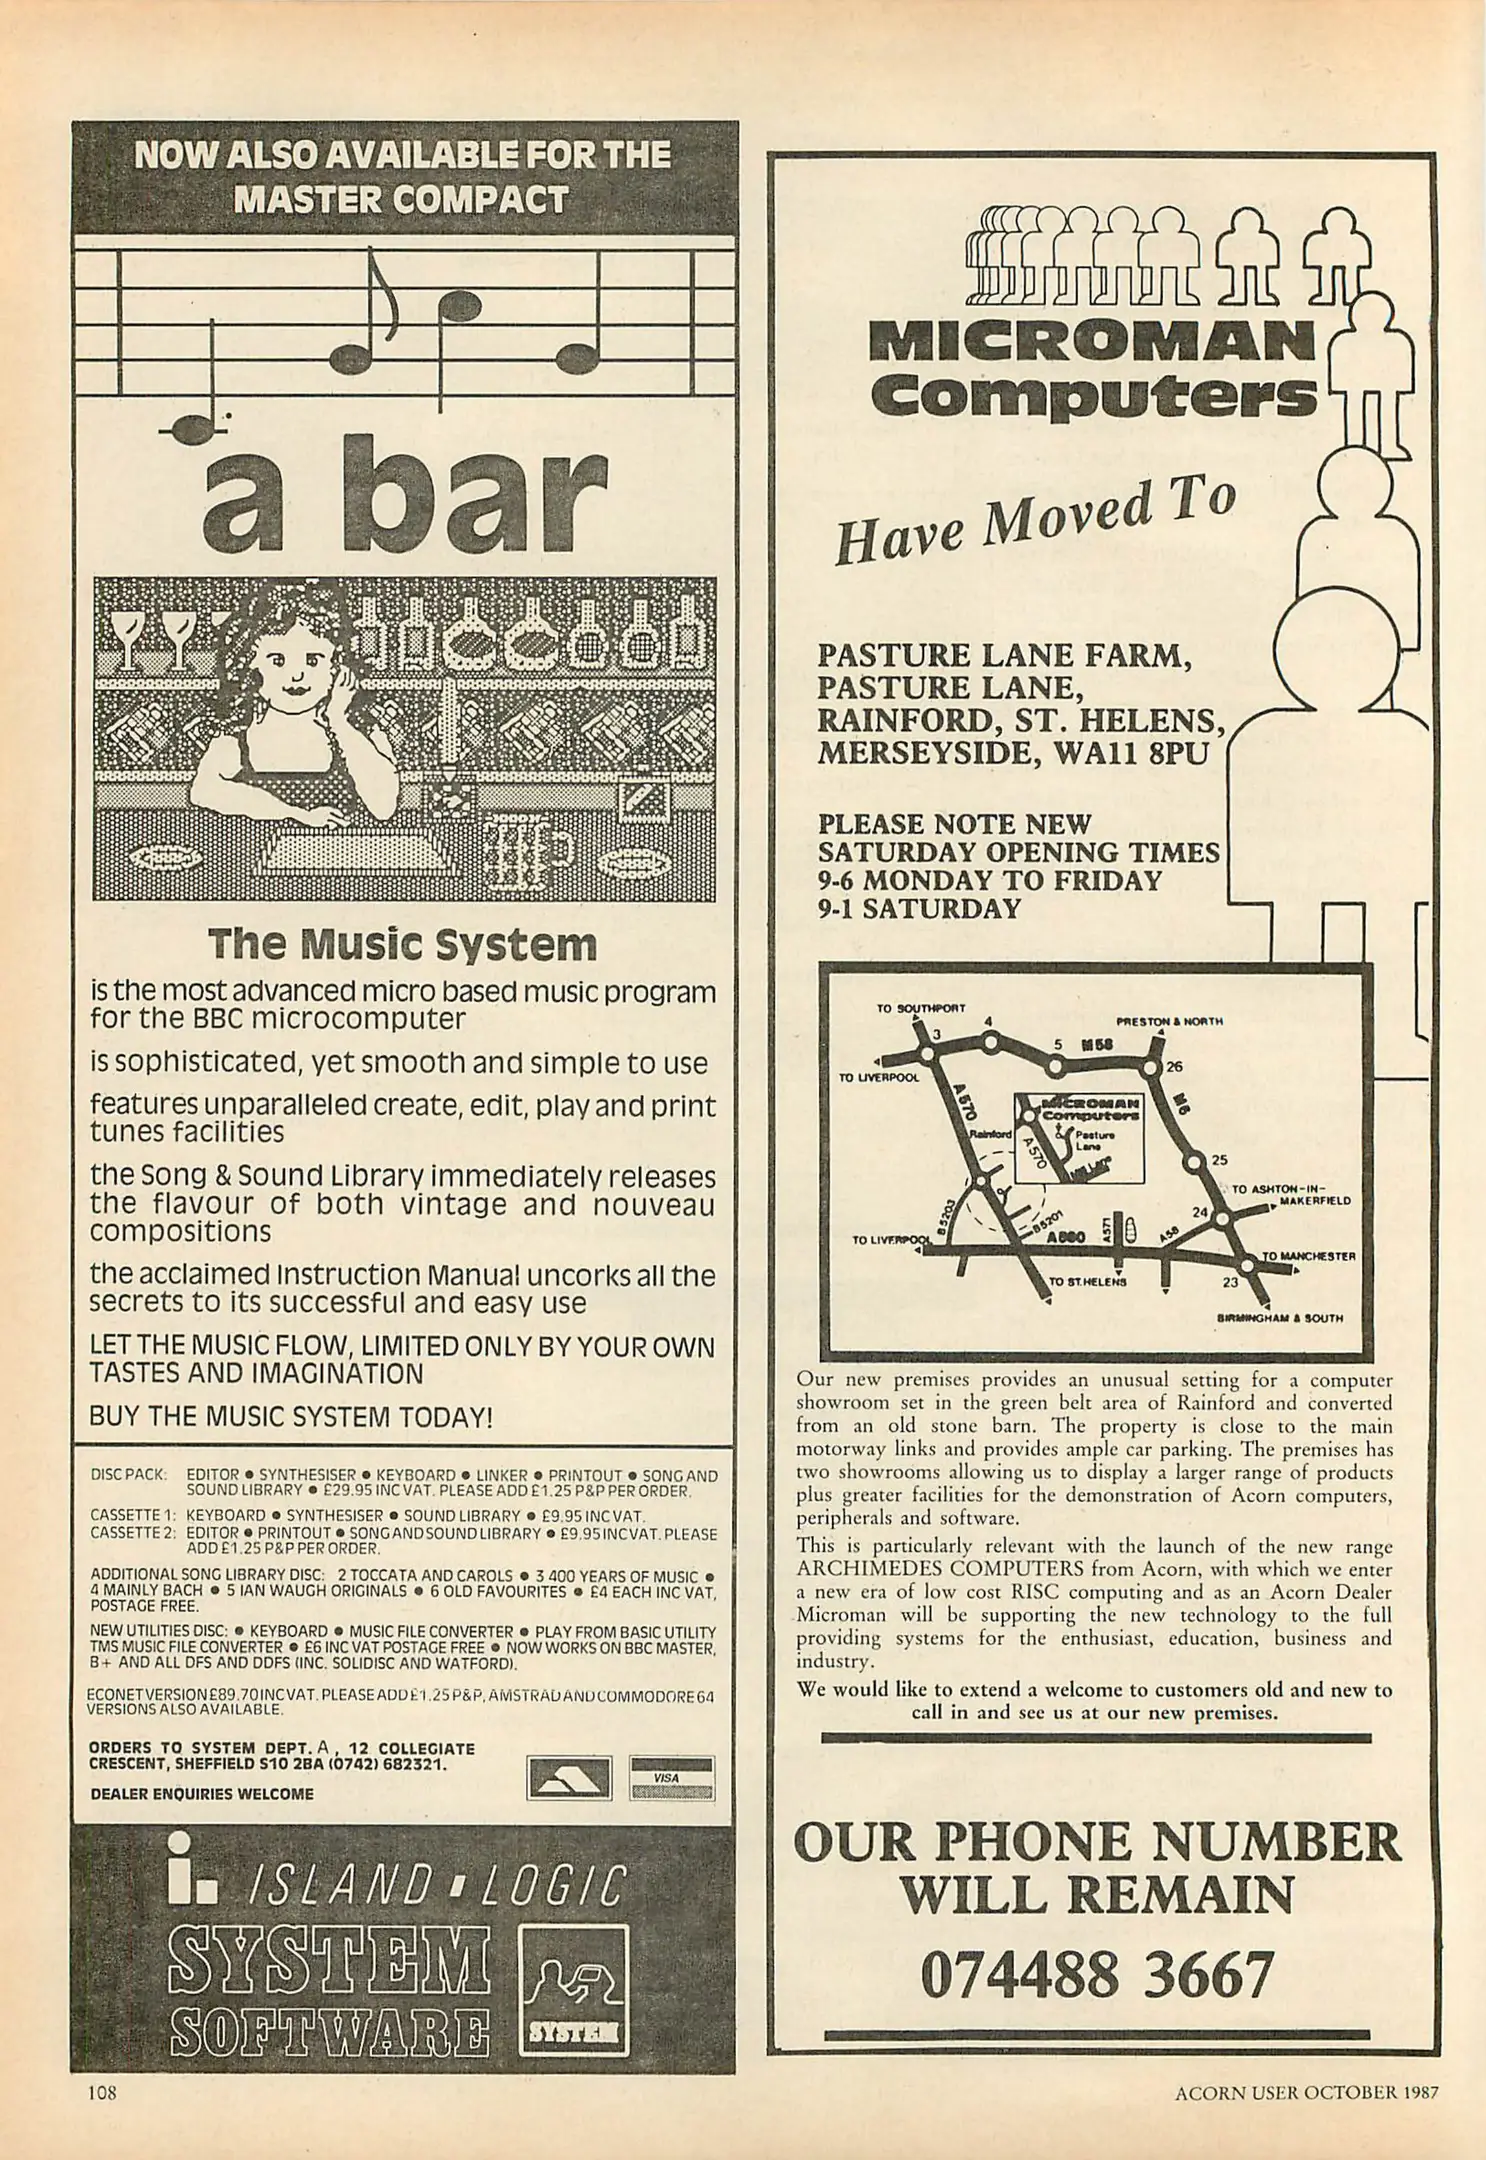 NOW ALSO AVAILABLE FOR THE
MASTER COMPACT
a bar
The Music System
is the most advanced micro based music program
for the BBC microcomputer
is sophisticated, yet smooth and simple to use
features unparalleled create, edit, play and print
tunes facilities
the Song & Sound Library immediately releases
the flavour of both vintage and nouveau
compositions
the acclaimed Instruction Manual uncorks all the
secrets to its successful and easy use
LET THE MUSIC FLOW, LIMITED ONLY BY YOUR OWN
TASTES AND IMAGINATION
BUY THE MUSIC SYSTEM TODAY!
DISC PACK: EDITOR ● SYNTHESISER ● KEYBOARD ● LINKER ● PRINTOUT ● SONG AND
SOUND LIBRARY ● £29.95 INC VAT. PLEASE ADD £1.25 P&P PER ORDER.
CASSETTE 1: KEYBOARD ● SYNTHESISER ● SOUND LIBRARY ● £9.95 INC VAT.
CASSETTE 2: EDITOR ● PRINTOUT ● SONG AND SOUND LIBRARY ● £9.95 INC VAT. PLEASE
ADD £1.25 P&P PER ORDER.
ADDITIONAL SONG LIBRARY DISC: 2 TOCCATA AND CAROLS ● 3 400 YEARS OF MUSIC ●
4 MAINLY BACH ● 5 IAN WAUGH ORIGINALS ● 6 OLD FAVOURITES ● £4 EACH INC VAT,
POSTAGE FREE.
NEW UTILITIES DISC: ● KEYBOARD ● MUSIC FILE CONVERTER ● PLAY FROM BASIC UTILITY
TMS MUSIC FILE CONVERTER ● £6 INC VAT POSTAGE FREE ● NOW WORKS ON BBC MASTER,
B+ AND ALL DFS AND DDFS (INC. SOLIDISC AND WATFORD).
ECONET VERSION £89.70 INC VAT. PLEASE ADD £1.25 P&P, AMSTRAD AND COMMODORE 64
VERSIONS ALSO AVAILABLE.
ORDERS TO SYSTEM DEPT. A , 12 COLLEGIATE
CRESCENT, SHEFFIELD S10 2BA (0742) 682321.
DEALER ENQUIRIES WELCOME
VISA
i. ISLAND LOGIC
SYSTEM
SOFTWARE
SYSTEM
108
MICROMAN
Computers
Have Moved To
PASTURE LANE FARM,
PASTURE LANE,
RAINFORD, ST. HELENS,
MERSEYSIDE, WA11 8PU
PLEASE NOTE NEW
SATURDAY OPENING TIMES
9-6 MONDAY TO FRIDAY
9-1 SATURDAY
TO SOUTHPORT
3
4
5
M58
PRESTON & NORTH
26
TO LIVERPOOL
A570
M6
MICROMAN
Computers
Rainford
A570
Pasture
Lane
25
TO ASHTON-IN-
MAKERFIELD
24
B5203
B5201
TO LIVERPOOL
A580
A571
A58
TO MANCHESTER
TO ST. HELENS
23
BIRMINGHAM & SOUTH
Our new premises provides an unusual setting for a computer
showroom set in the green belt area of Rainford and converted
from an old stone barn. The property is close to the main
motorway links and provides ample car parking. The premises has
two showrooms allowing us to display a larger range of products
plus greater facilities for the demonstration of Acorn computers,
peripherals and software.
This is particularly relevant with the launch of the new range
ARCHIMEDES COMPUTERS from Acorn, with which we enter
a new era of low cost RISC computing and as an Acorn Dealer
Microman will be supporting the new technology to the full
providing systems for the enthusiast, education, business and
industry.
We would like to extend a welcome to customers old and new to
call in and see us at our new premises.
OUR PHONE NUMBER
WILL REMAIN
074488 3667
ACORN USER OCTOBER 1987